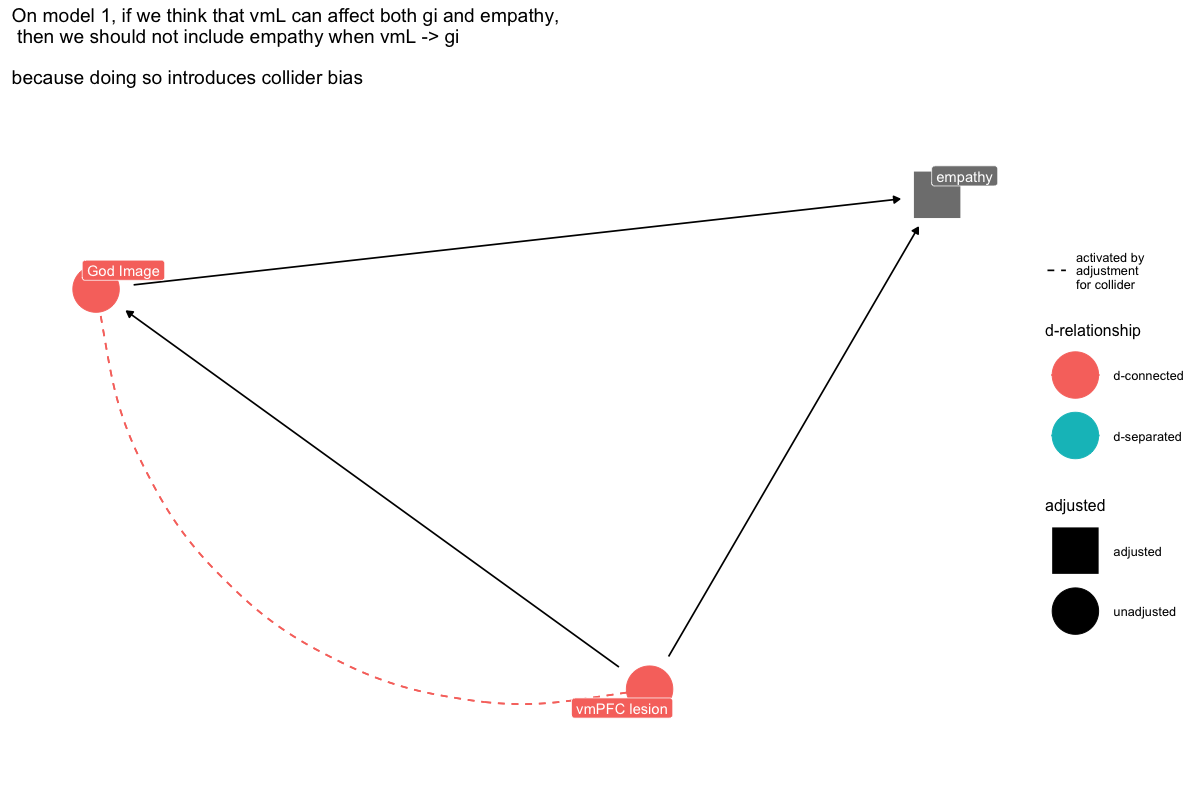 On model 1, if we think that vmL can affect both gi and empathy,
then we should not include empathy when vmL -> gi
because doing so introduces collider bias
empathy
God Image
vmPFC lesion
activated by
adjustment
for collider
d-relationship
d-connected
d-separated
adjusted
adjusted
unadjusted